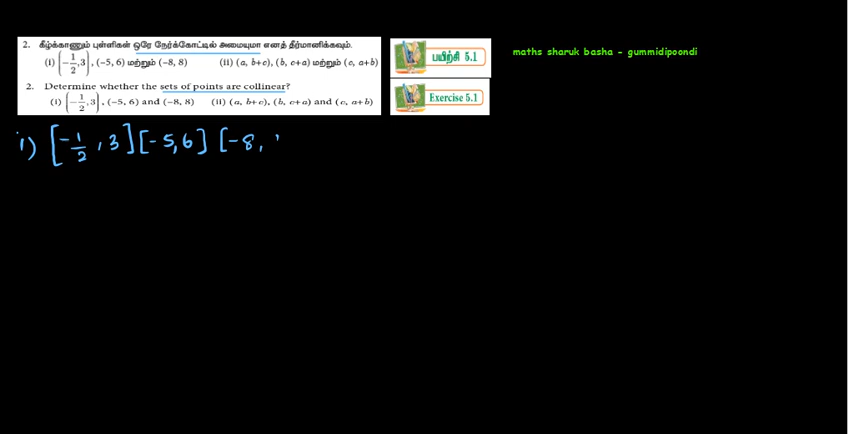 2. கீழ்க்காணும் புள்ளிகள் ஒரே நேர்க்கோட்டில் அமையுமா எனத் தீர்மானிக்கவும்.
(i) (-1/2, 3), (-5, 6) மற்றும் (-8, 8) (ii) (a, b+c), (b, c+a) மற்றும் (c, a+b)
2. Determine whether the sets of points are collinear?
(i) (-1/2, 3), (-5, 6) and (-8, 8) (ii) (a, b+c), (b, c+a) and (c, a+b)
பயிற்சி 5.1
Exercise 5.1
maths sharuk basha - gummidipoondi
i) [-1/2, 3] [-5, 6] [-8,